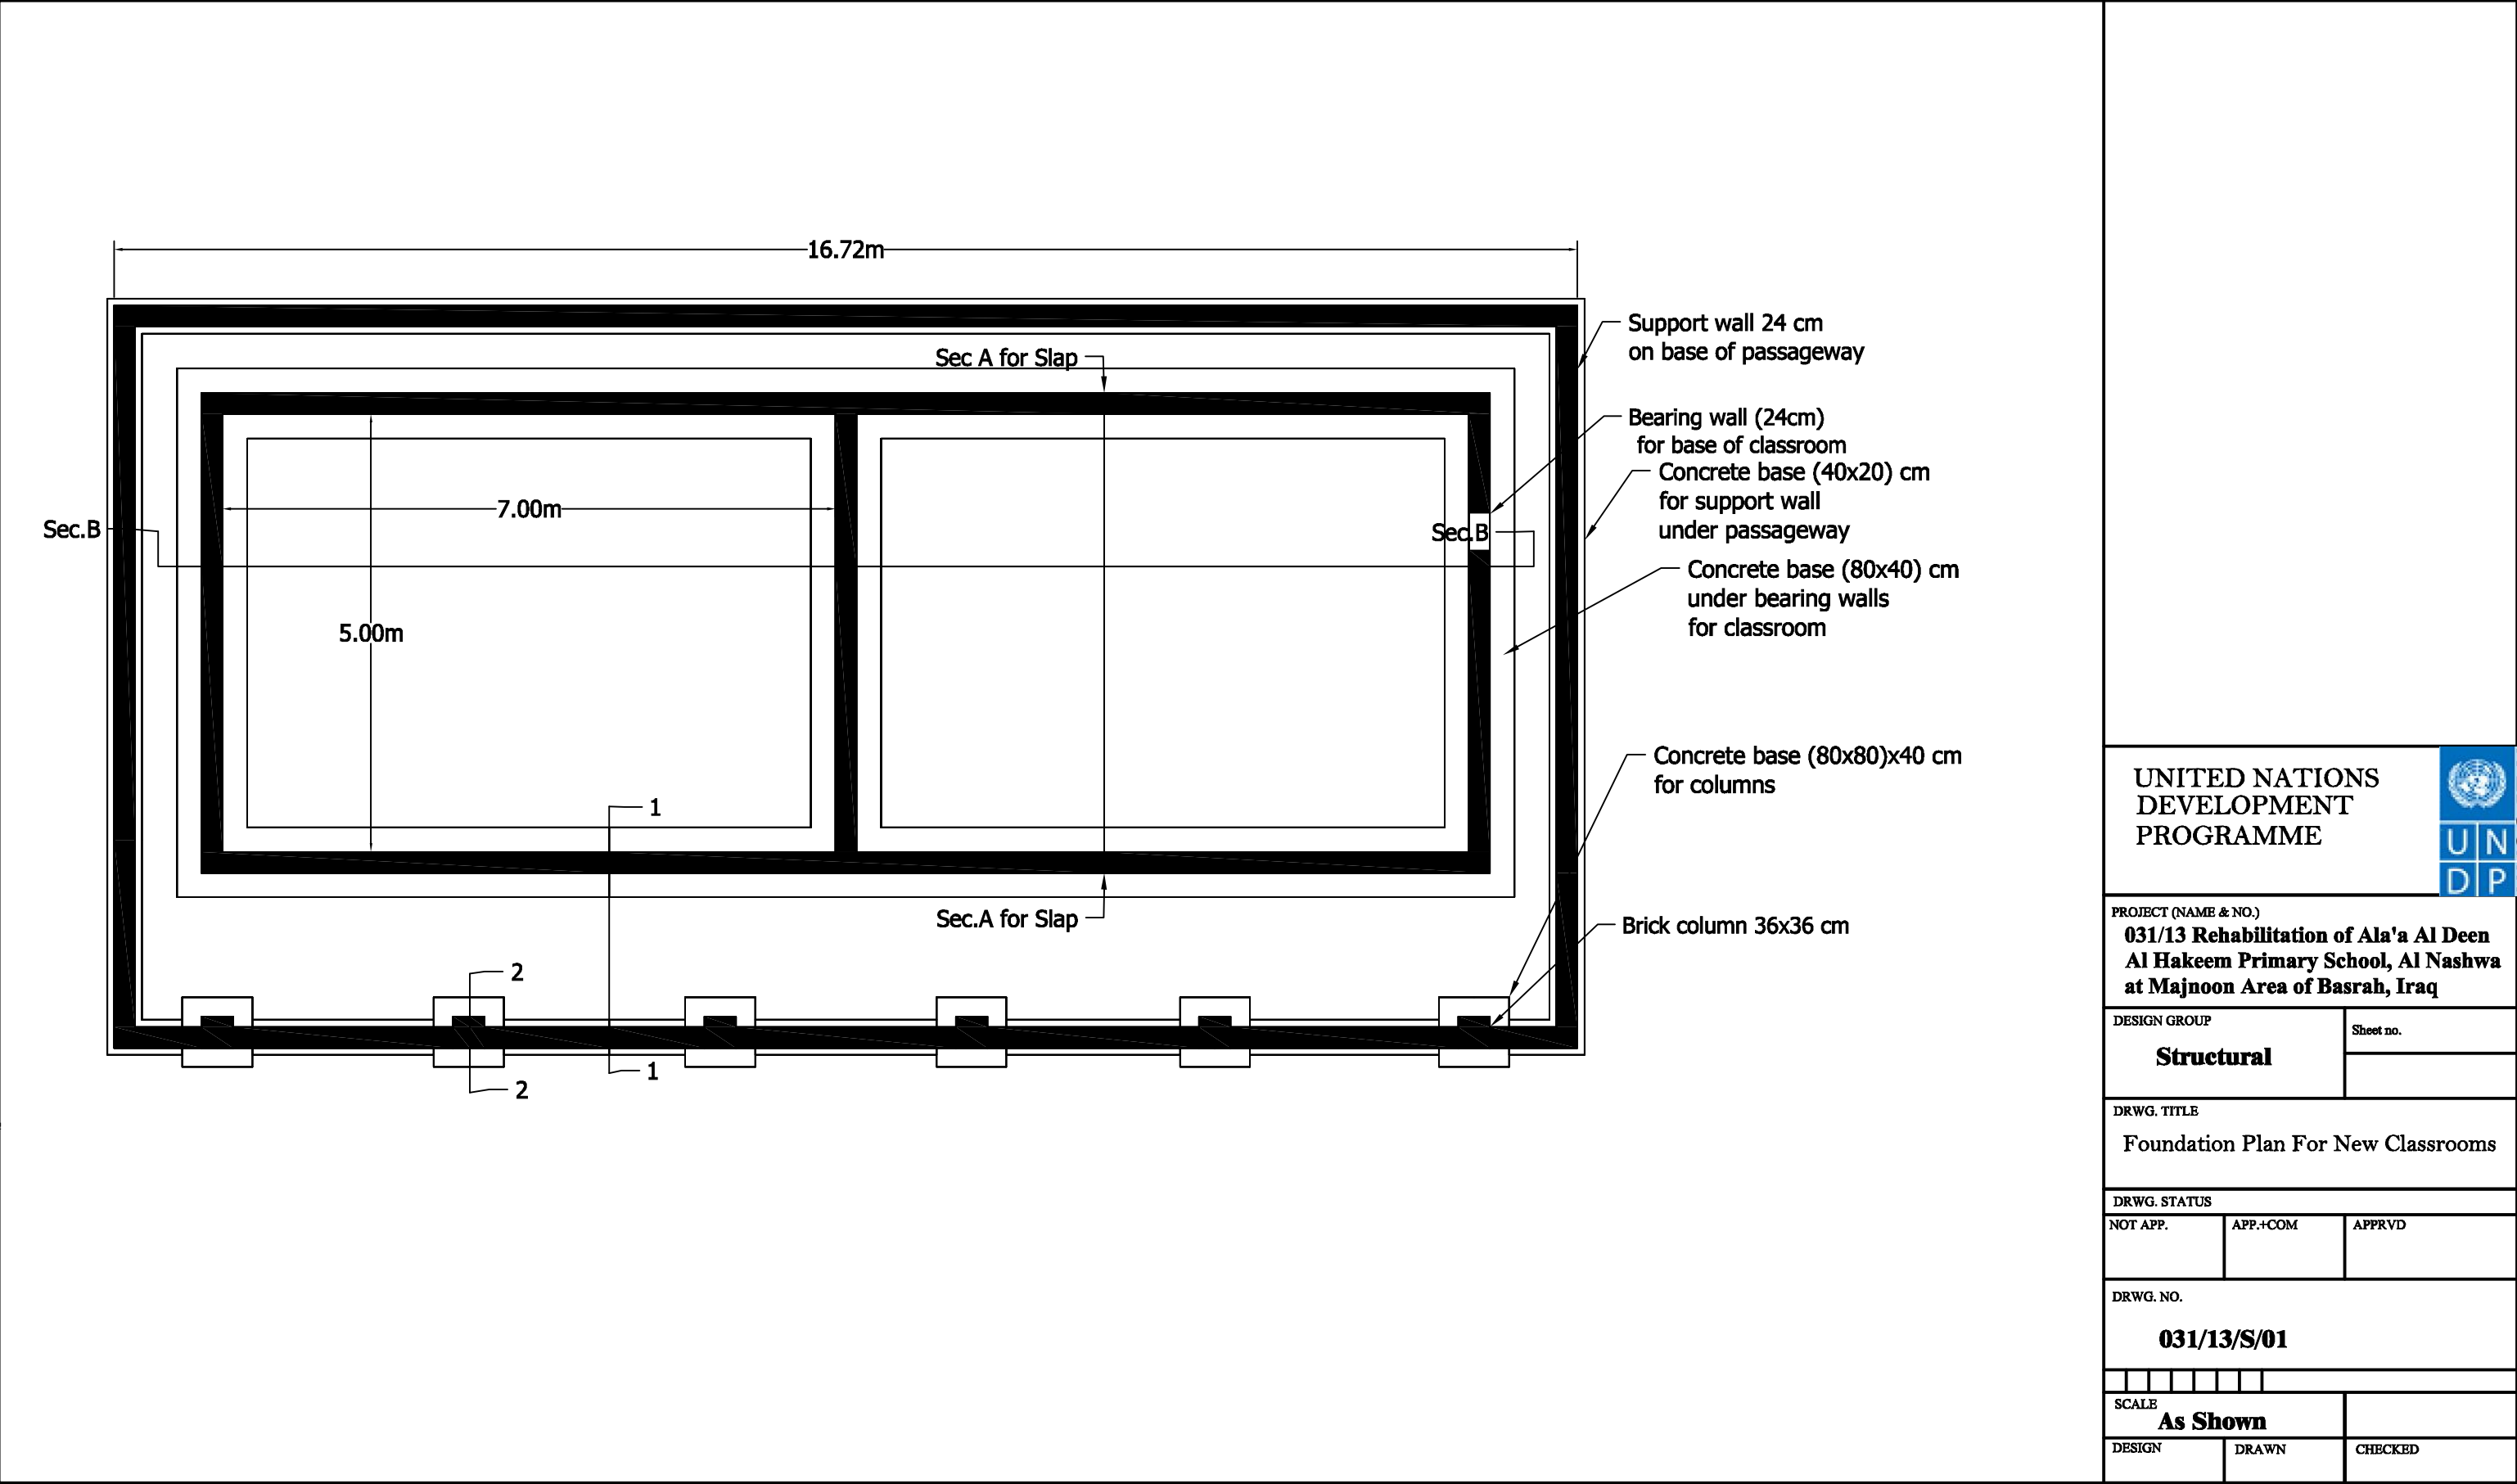 16.72m
Support wall 24 cm
on base of passageway
Sec A for Slap
Bearing wall (24cm)
for base of classroom
Concrete base (40x20) cm
for support wall
under passageway
7.00m
Sec.B
Sec.B
Concrete base (80x40) cm
under bearing walls
for classroom
5.00m
Concrete base (80x80)x40 cm
for columns
1
Sec.A for Slap
Brick column 36x36 cm
2
1
2
UNITED NATIONS
DEVELOPMENT
PROGRAMME
U N
D P
PROJECT (NAME & NO.)
031/13 Rehabilitation of Ala'a Al Deen
Al Hakeem Primary School, Al Nashwa
at Majnoon Area of Basrah, Iraq
DESIGN GROUP
Sheet no.
Structural
DRWG. TITLE
Foundation Plan For New Classrooms
DRWG. STATUS
NOT APP. APP.+COM APPRVD
DRWG. NO.
031/13/S/01
SCALE
As Shown
DESIGN DRAWN CHECKED